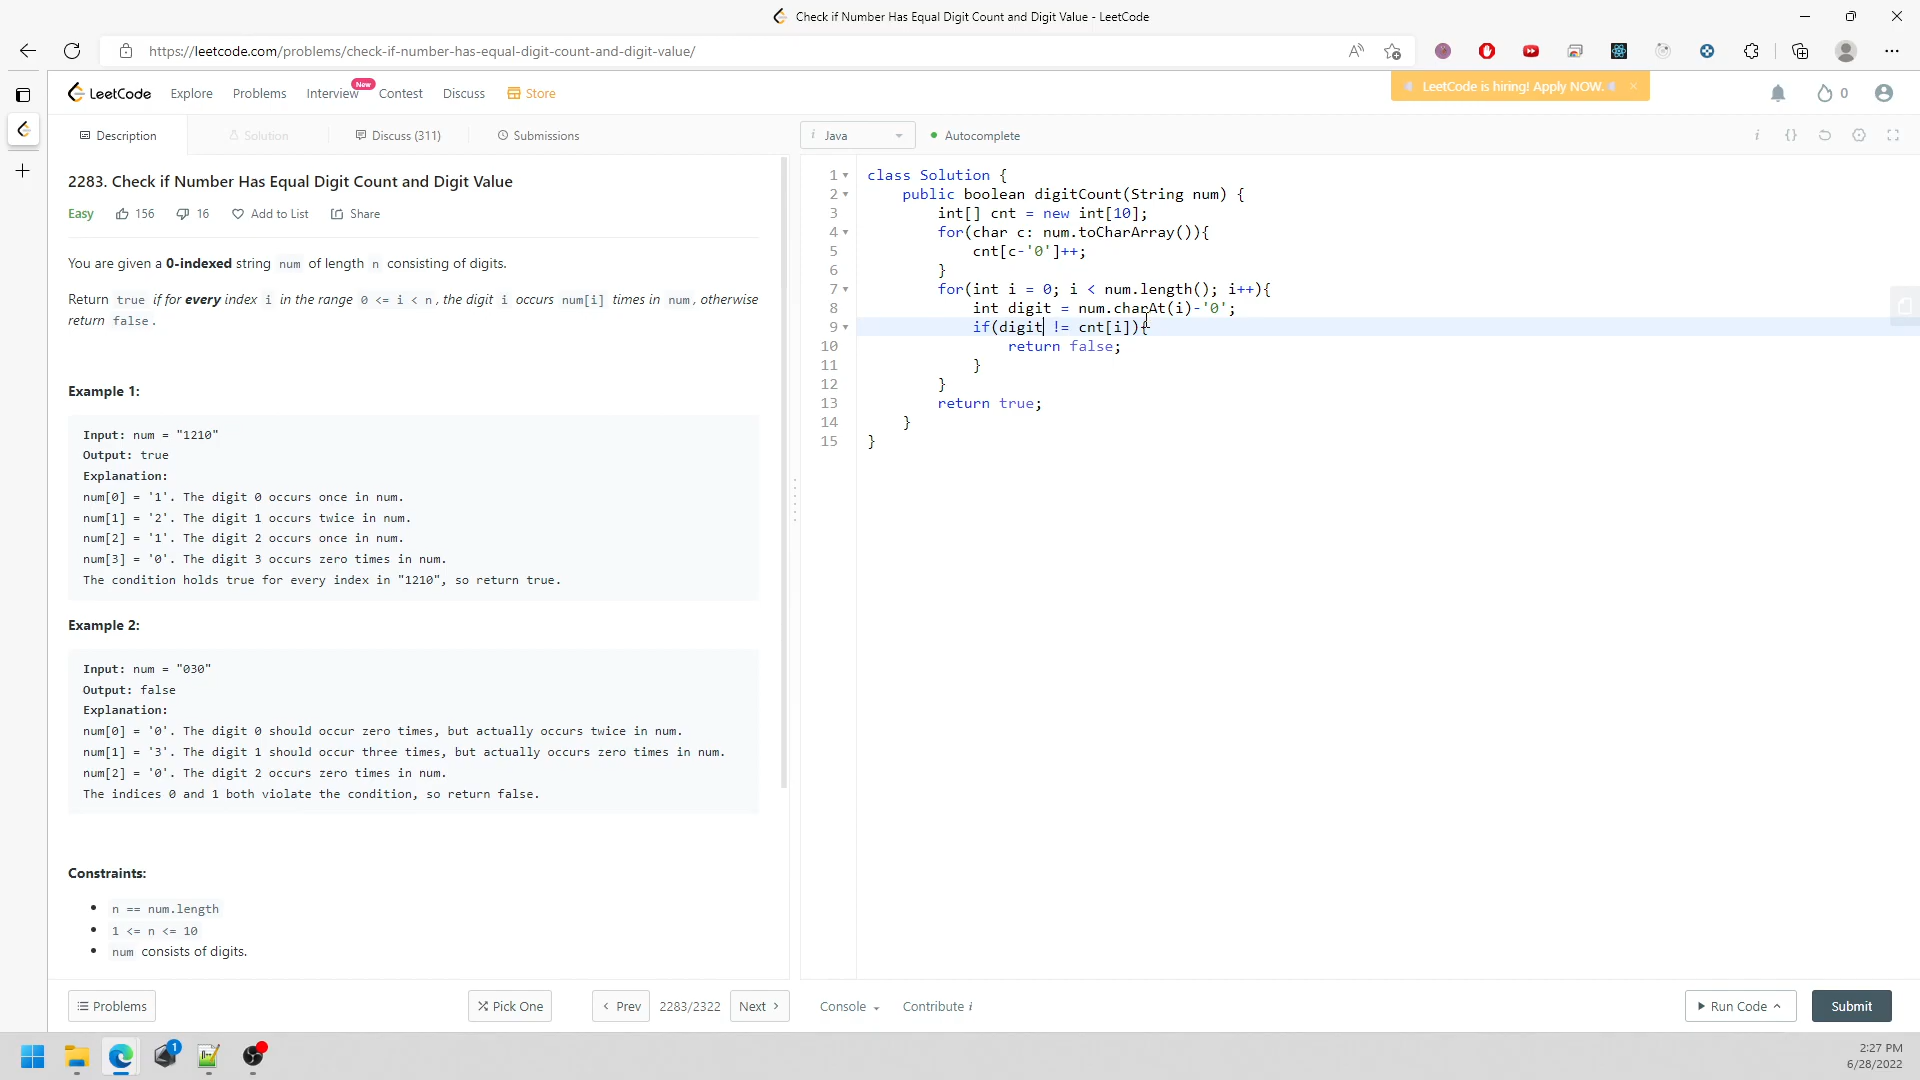 Check if Number Has Equal Digit Count and Digit Value - LeetCode
https://leetcode.com/problems/check-if-number-has-equal-digit-count-and-digit-value/
LeetCode
Explore
Problems
Interview
New
Contest
Discuss
Store
LeetCode is hiring! Apply NOW.
0
Description
Solution
Discuss (311)
Submissions
i Java
Autocomplete
2283. Check if Number Has Equal Digit Count and Digit Value
Easy
156
16
Add to List
Share
You are given a 0-indexed string num of length n consisting of digits.
Return true if for every index i in the range 0 <= i < n, the digit i occurs num[i] times in num, otherwise
return false.
Example 1:
Input: num = "1210"
Output: true
Explanation:
num[0] = '1'. The digit 0 occurs once in num.
num[1] = '2'. The digit 1 occurs twice in num.
num[2] = '1'. The digit 2 occurs once in num.
num[3] = '0'. The digit 3 occurs zero times in num.
The condition holds true for every index in "1210", so return true.
Example 2:
Input: num = "030"
Output: false
Explanation:
num[0] = '0'. The digit 0 should occur zero times, but actually occurs twice in num.
num[1] = '3'. The digit 1 should occur three times, but actually occurs zero times in num.
num[2] = '0'. The digit 2 occurs zero times in num.
The indices 0 and 1 both violate the condition, so return false.
Constraints:
n == num.length
1 <= n <= 10
num consists of digits.
1 class Solution {
2 public boolean digitCount(String num) {
3 int[] cnt = new int[10];
4 for(char c: num.toCharArray()){
5 cnt[c-'0']++;
6 }
7 for(int i = 0; i < num.length(); i++){
8 int digit = num.charAt(i)-'0';
9 if(digit != cnt[i]){
10 return false;
11 }
12 }
13 return true;
14 }
15 }
Problems
Pick One
Prev
2283/2322
Next
Console
Contribute i
Run Code
Submit
1
2:27 PM
6/28/2022